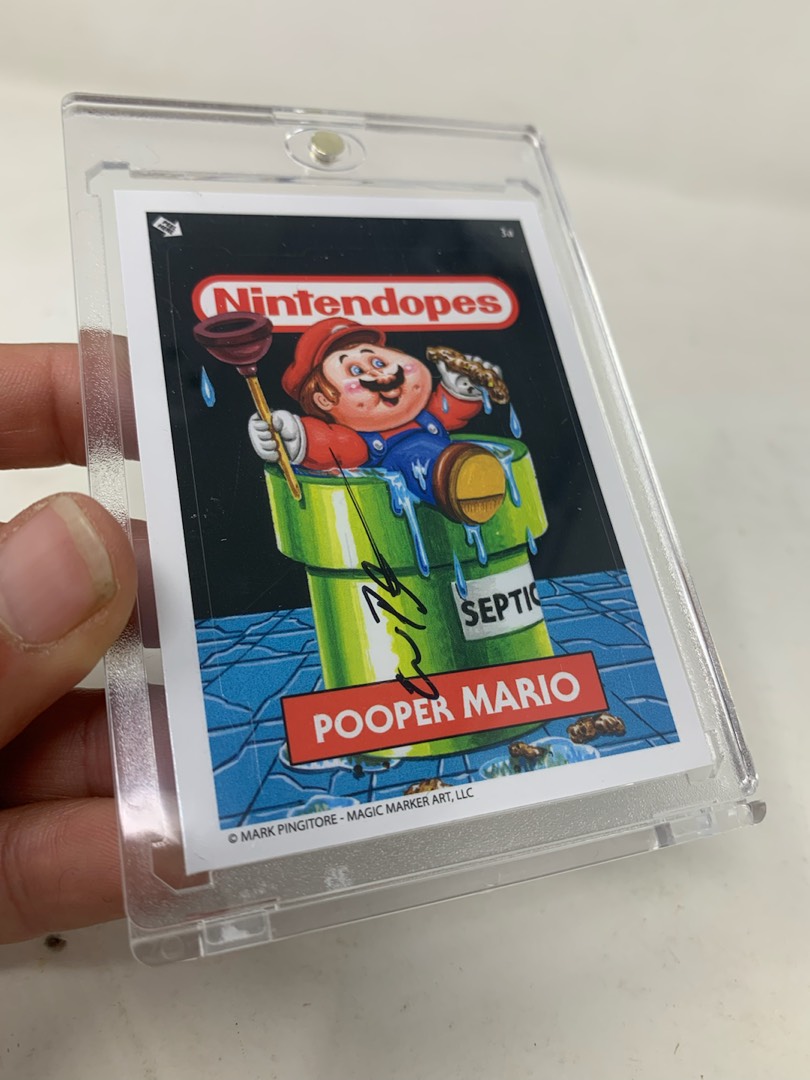 3a
Nintendopes
SEPTIC
POOPER MARIO
© MARK PINGITORE - MAGIC MARKER ART, LLC